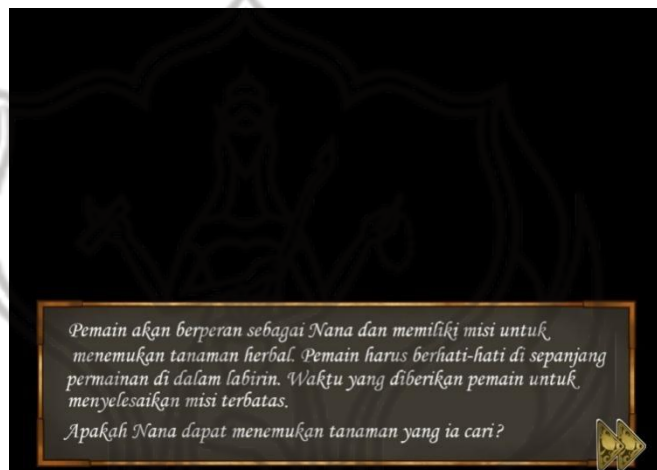 Pemain akan berperan sebagai Nana dan memiliki misi untuk
menemukan tanaman herbal. Pemain harus berhati-hati di sepanjang
permainan di dalam labirin. Waktu yang diberikan pemain untuk
menyelesaikan misi terbatas.
Apakah Nana dapat menemukan tanaman yang ia cari?